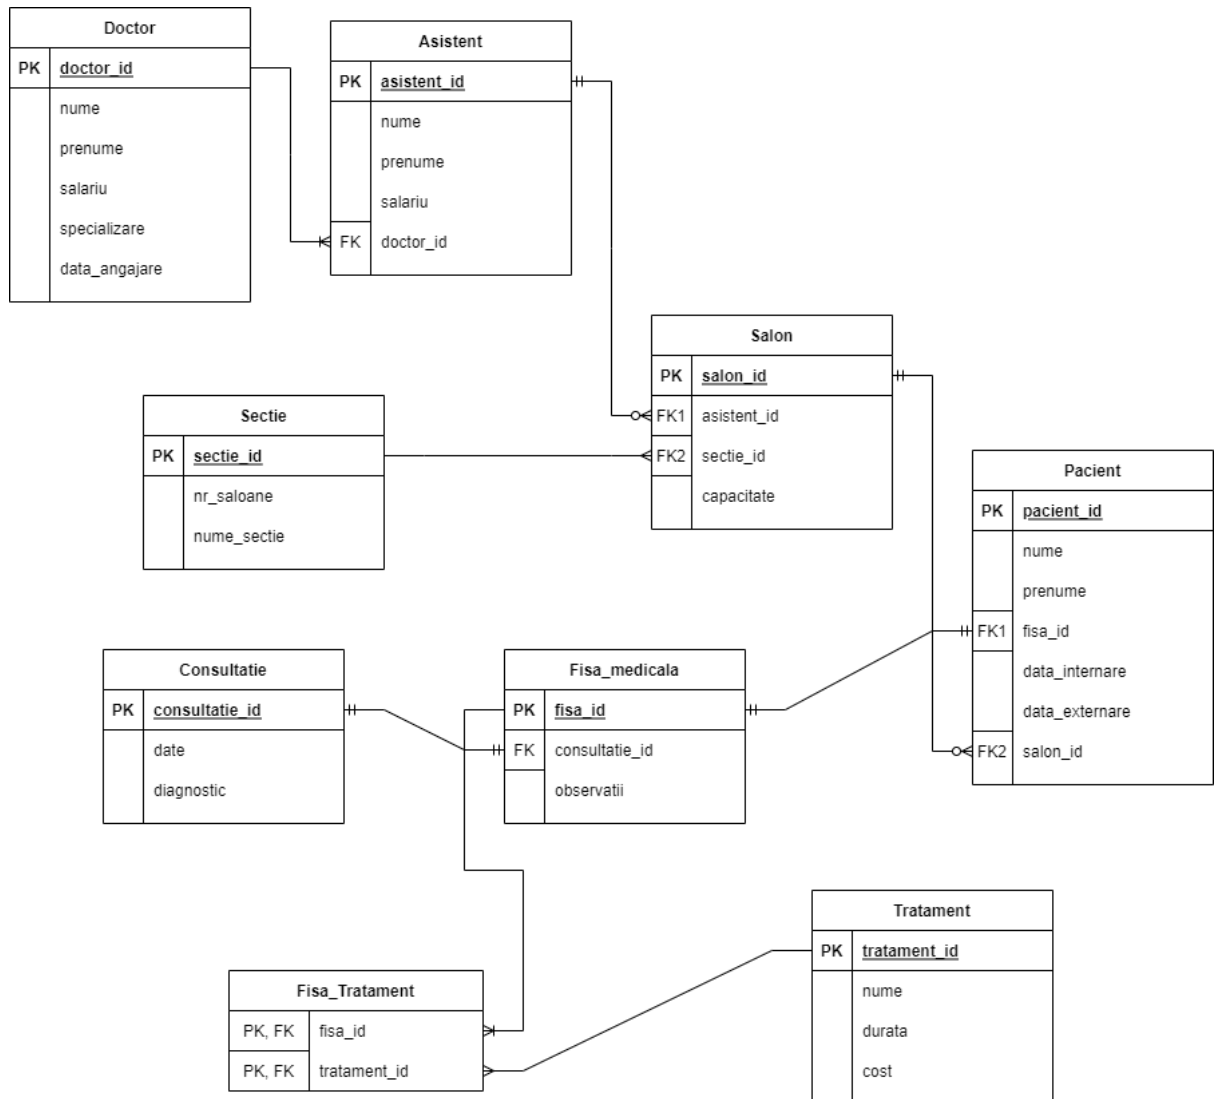 Doctor
PK doctor_id
nume
prenume
salariu
specializare
data_angajare
Asistent
PK asistent_id
nume
prenume
salariu
FK doctor_id
Salon
PK salon_id
FK1 asistent_id
FK2 sectie_id
capacitate
Sectie
PK sectie_id
nr_saloane
nume_sectie
Pacient
PK pacient_id
nume
prenume
FK1 fisa_id
data_internare
data_externare
FK2 salon_id
Consultatie
PK consultatie_id
date
diagnostic
Fisa_medicala
PK fisa_id
FK consultatie_id
observatii
Fisa_Tratament
PK, FK fisa_id
PK, FK tratament_id
Tratament
PK tratament_id
nume
durata
cost